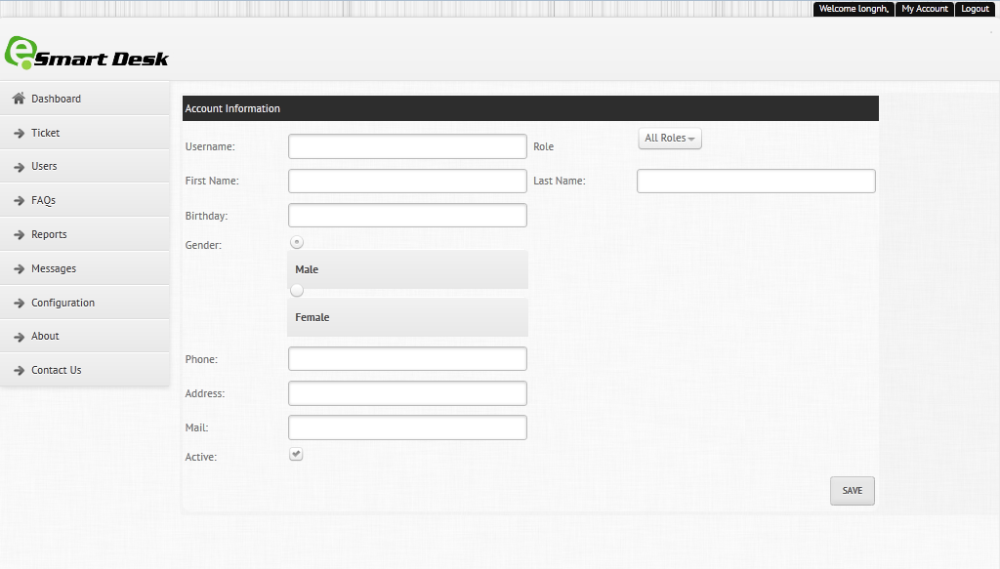 Welcome longnh, My Account Logout
e Smart Desk
Dashboard
Ticket
Users
FAQs
Reports
Messages
Configuration
About
Contact Us
Account Information
Username: Role All Roles
First Name: Last Name:
Birthday:
Gender:
Male
Female
Phone:
Address:
Mail:
Active:
SAVE